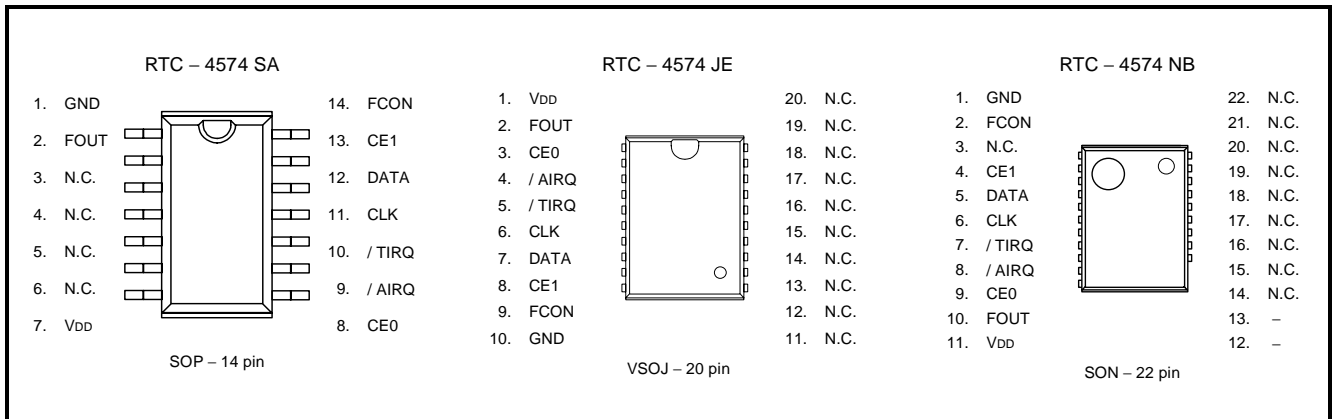 RTC – 4574 SA
1. GND
2. FOUT
3. N.C.
4. N.C.
5. N.C.
6. N.C.
7. VDD
14. FCON
13. CE1
12. DATA
11. CLK
10. / TIRQ
9. / AIRQ
8. CE0
SOP – 14 pin
RTC – 4574 JE
1. VDD
2. FOUT
3. CE0
4. / AIRQ
5. / TIRQ
6. CLK
7. DATA
8. CE1
9. FCON
10. GND
20. N.C.
19. N.C.
18. N.C.
17. N.C.
16. N.C.
15. N.C.
14. N.C.
13. N.C.
12. N.C.
11. N.C.
VSOJ – 20 pin
RTC – 4574 NB
1. GND
2. FCON
3. N.C.
4. CE1
5. DATA
6. CLK
7. / TIRQ
8. / AIRQ
9. CE0
10. FOUT
11. VDD
22. N.C.
21. N.C.
20. N.C.
19. N.C.
18. N.C.
17. N.C.
16. N.C.
15. N.C.
14. N.C.
13. –
12. –
SON – 22 pin